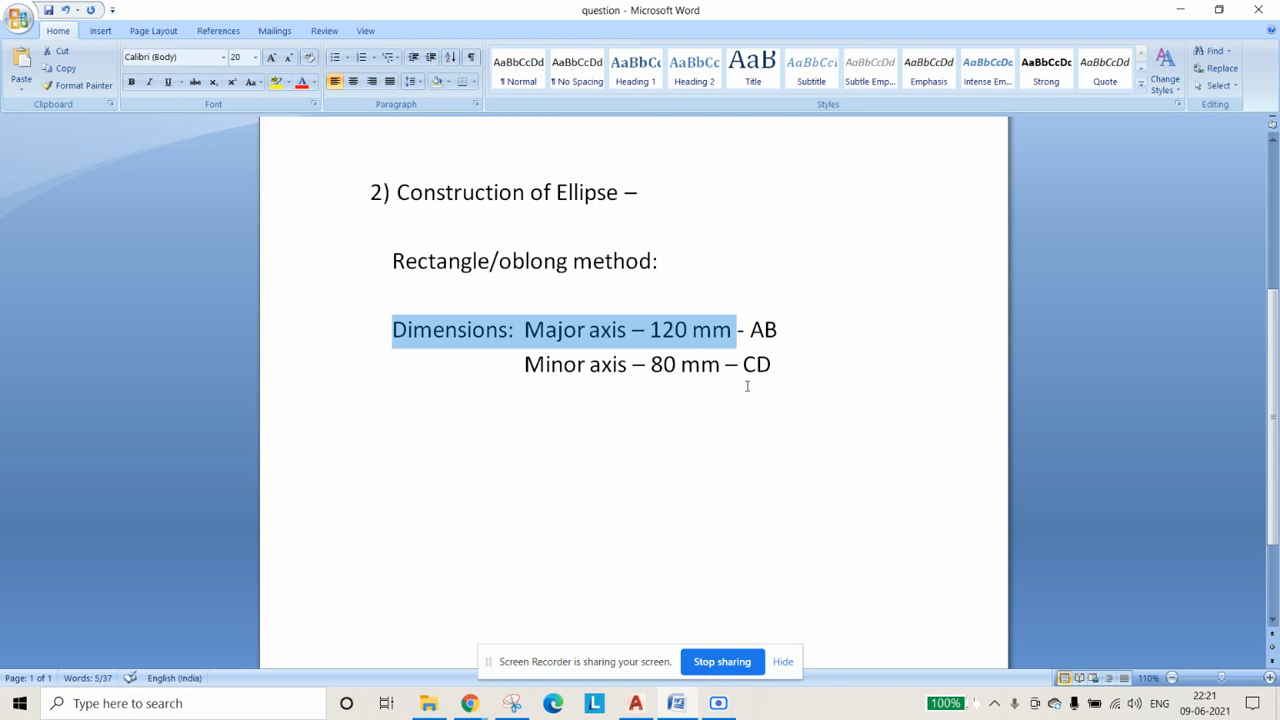 question - Microsoft Word
Home Insert Page Layout References Mailings Review View
Paste
Cut
Copy
Format Painter
Clipboard
Calibri (Body) 20
Font
Paragraph
AaBbCcDd AaBbCcDd AaBbCc AaBbCc AaB AaBbCcDd AaBbCcDd AaBbCcDd AaBbCcDd AaBbCcDd AaBbCcDd
¶ Normal ¶ No Spacing Heading 1 Heading 2 Title Subtitle Subtle Emp... Emphasis Intense Em... Strong Quote
Styles
Change Styles
Find
Replace
Select
Editing
2) Construction of Ellipse –
Rectangle/oblong method:
Dimensions: Major axis – 120 mm - AB
Minor axis – 80 mm – CD
Screen Recorder is sharing your screen. Stop sharing Hide
Page: 1 of 1 Words: 5/37 English (India) 110%
Type here to search
100%
ENG
22:21
09-06-2021